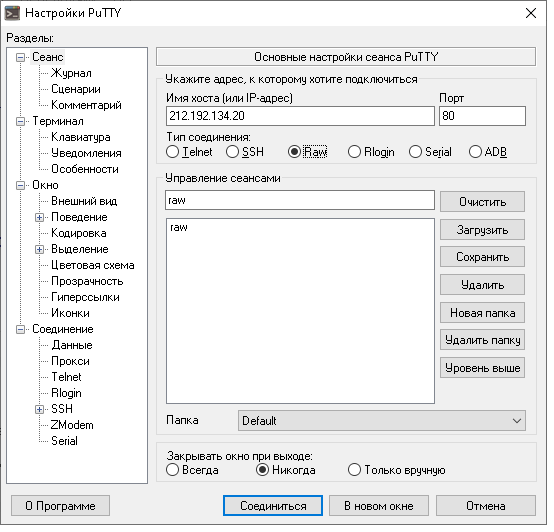 Настройки PuTTY
Разделы:
Сеанс
Журнал
Сценарии
Комментарий
Терминал
Клавиатура
Уведомления
Особенности
Окно
Внешний вид
Поведение
Кодировка
Выделение
Цветовая схема
Прозрачность
Гиперссылки
Иконки
Соединение
Данные
Прокси
Telnet
Rlogin
SSH
ZModem
Serial
Основные настройки сеанса PuTTY
Укажите адрес, к которому хотите подключиться
Имя хоста (или IP-адрес) Порт
212.192.134.20 80
Тип соединения:
Telnet SSH Raw Rlogin Serial ADB
Управление сеансами
raw Очистить
raw
Загрузить
Сохранить
Удалить
Новая папка
Удалить папку
Уровень выше
Папка Default
Закрывать окно при выходе:
Всегда Никогда Только вручную
О Программе Соединиться В новом окне Отмена